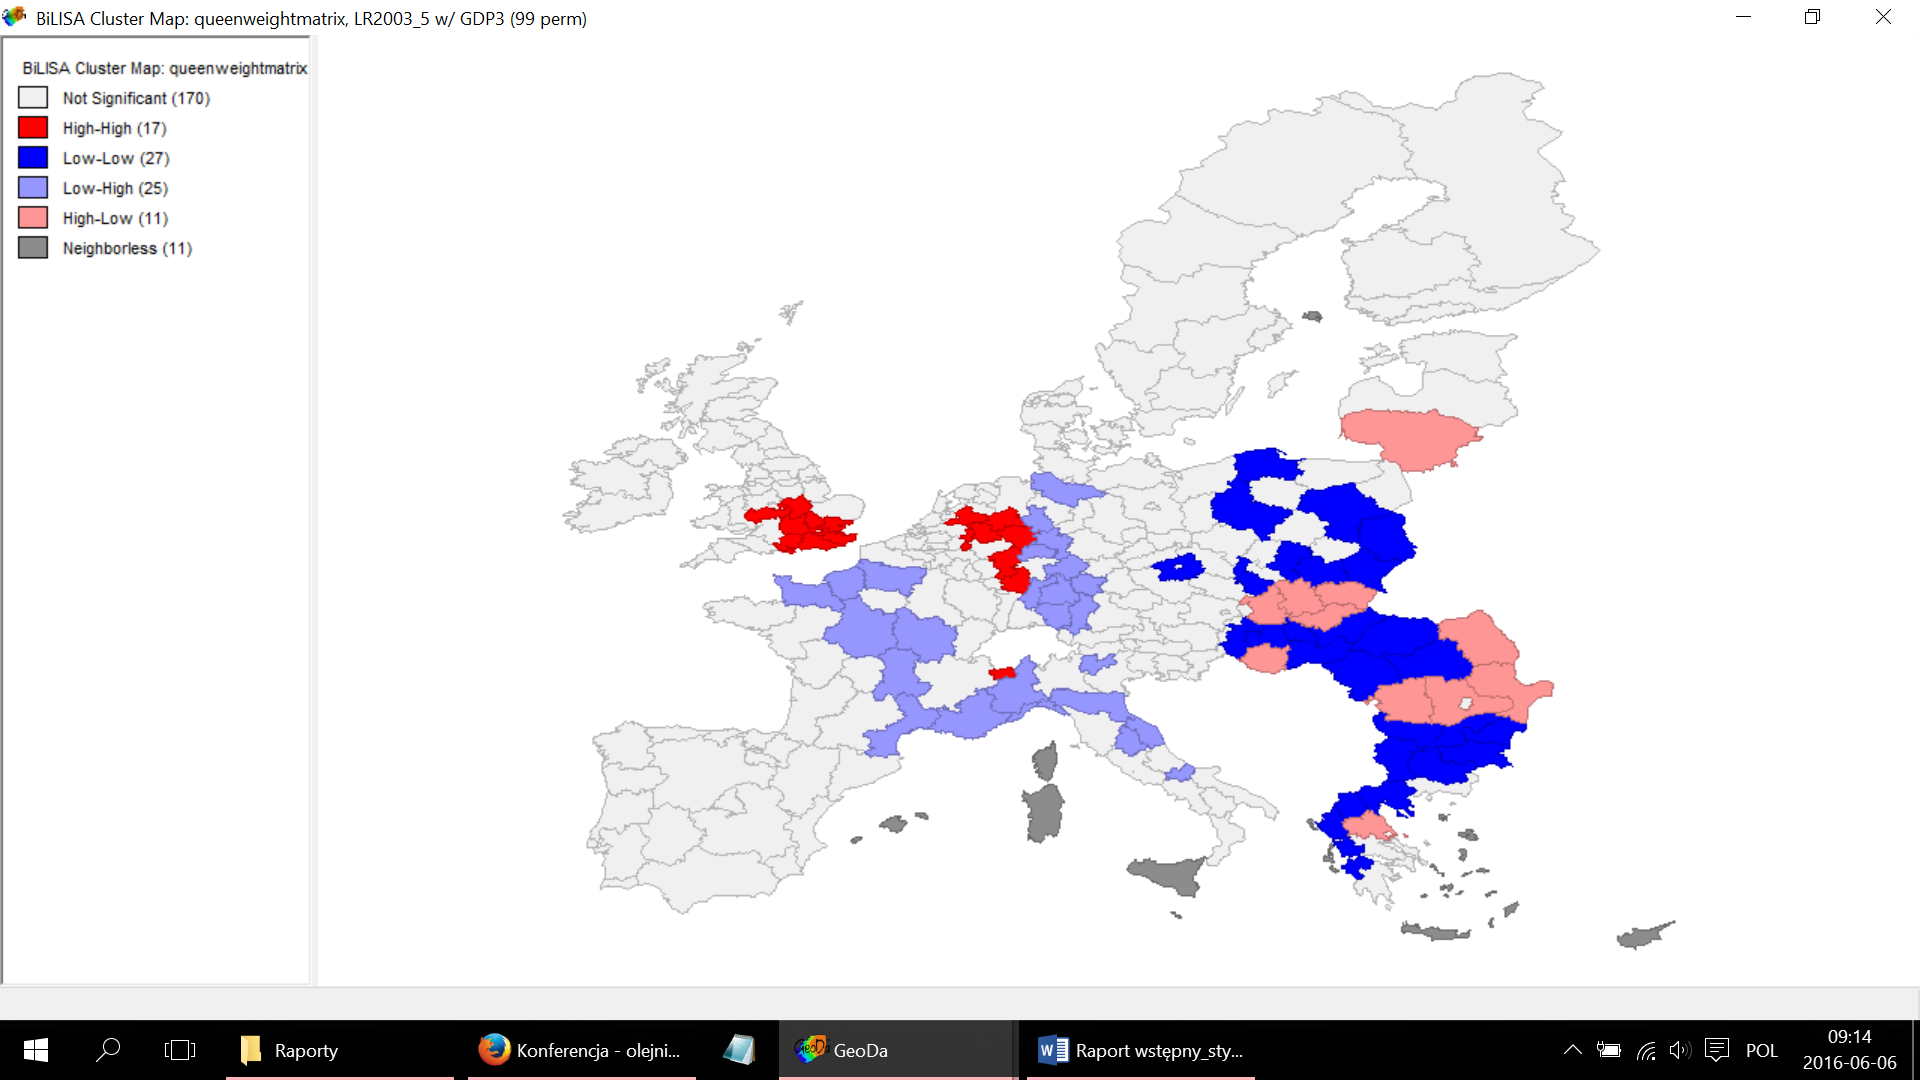 BiLISA Cluster Map: queenweightmatrix, LR2003_5 w/ GDP3 (99 perm)
BiLISA Cluster Map: queenweightmatrix
Not Significant (170)
High-High (17)
Low-Low (27)
Low-High (25)
High-Low (11)
Neighborless (11)
Raporty
Konferencja - olejni...
GeoDa
GeoDa
Raport wstępny_sty...
POL
09:14
2016-06-06